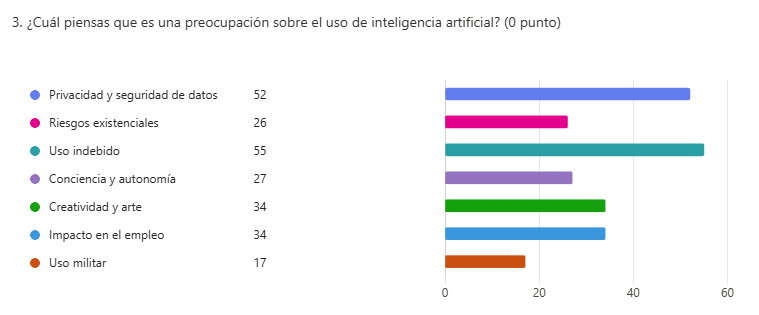 3. ¿Cuál piensas que es una preocupación sobre el uso de inteligencia artificial? (0 punto)
Privacidad y seguridad de datos 52
Riesgos existenciales 26
Uso indebido 55
Conciencia y autonomía 27
Creatividad y arte 34
Impacto en el empleo 34
Uso militar 17
0 20 40 60